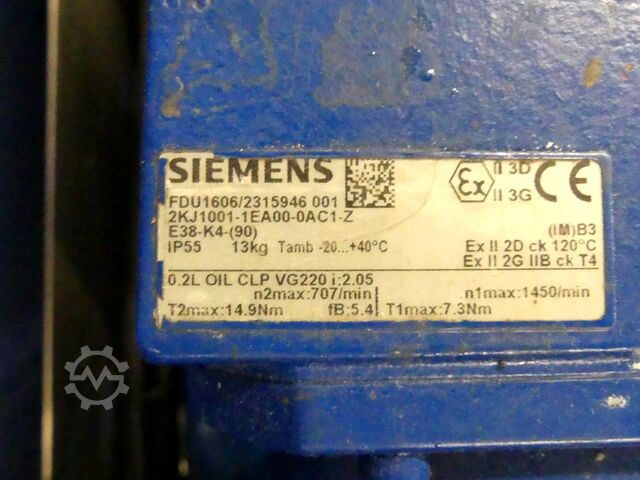 SIEMENS
Ex II 3D
II 3G
CE
FDU1606/2315946 001
2KJ1001-1EA00-0AC1-Z
E38-K4-(90)
(IM)B3
IP55 13kg Tamb -20...+40°C
Ex II 2D ck 120°C
Ex II 2G IIB ck T4
0.2L OIL CLP VG220 i:2.05
n2max:707/min
n1max:1450/min
T2max:14.9Nm fB:5.4
T1max:7.3Nm